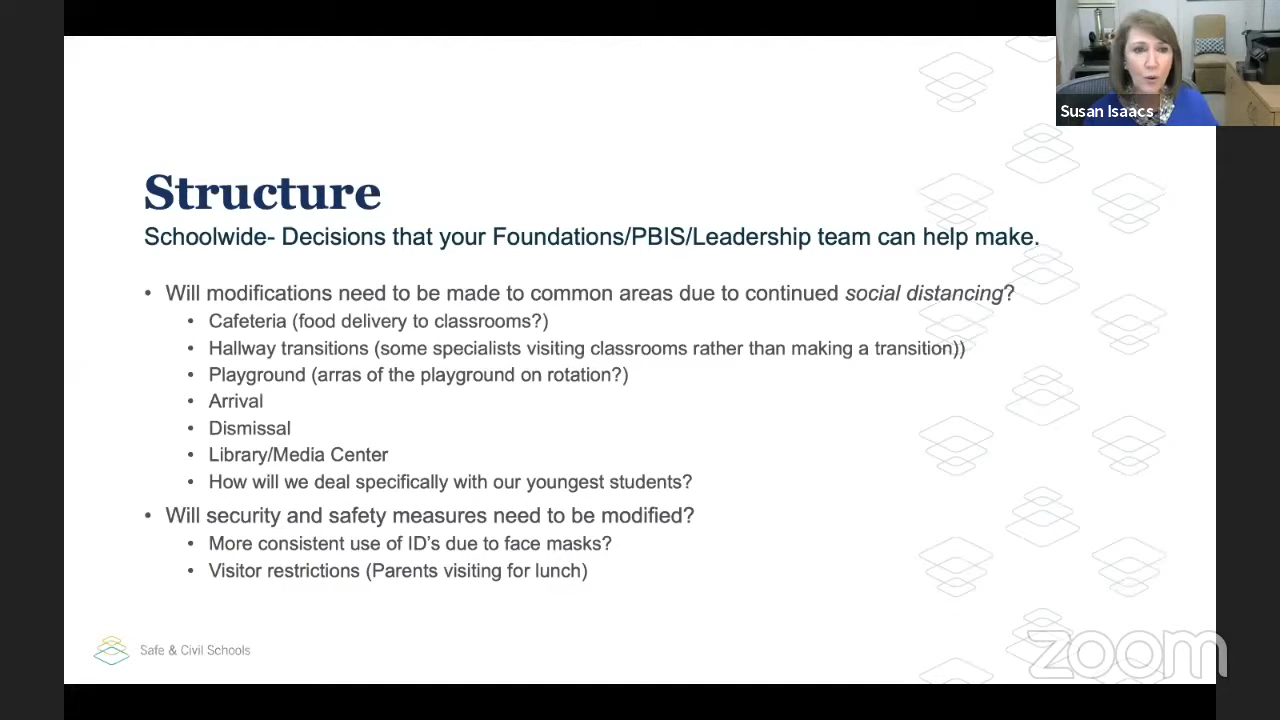 Susan Isaacs
Structure
Schoolwide- Decisions that your Foundations/PBIS/Leadership team can help make.
• Will modifications need to be made to common areas due to continued social distancing?
• Cafeteria (food delivery to classrooms?)
• Hallway transitions (some specialists visiting classrooms rather than making a transition))
• Playground (arras of the playground on rotation?)
• Arrival
• Dismissal
• Library/Media Center
• How will we deal specifically with our youngest students?
• Will security and safety measures need to be modified?
• More consistent use of ID's due to face masks?
• Visitor restrictions (Parents visiting for lunch)
Safe & Civil Schools
zoom